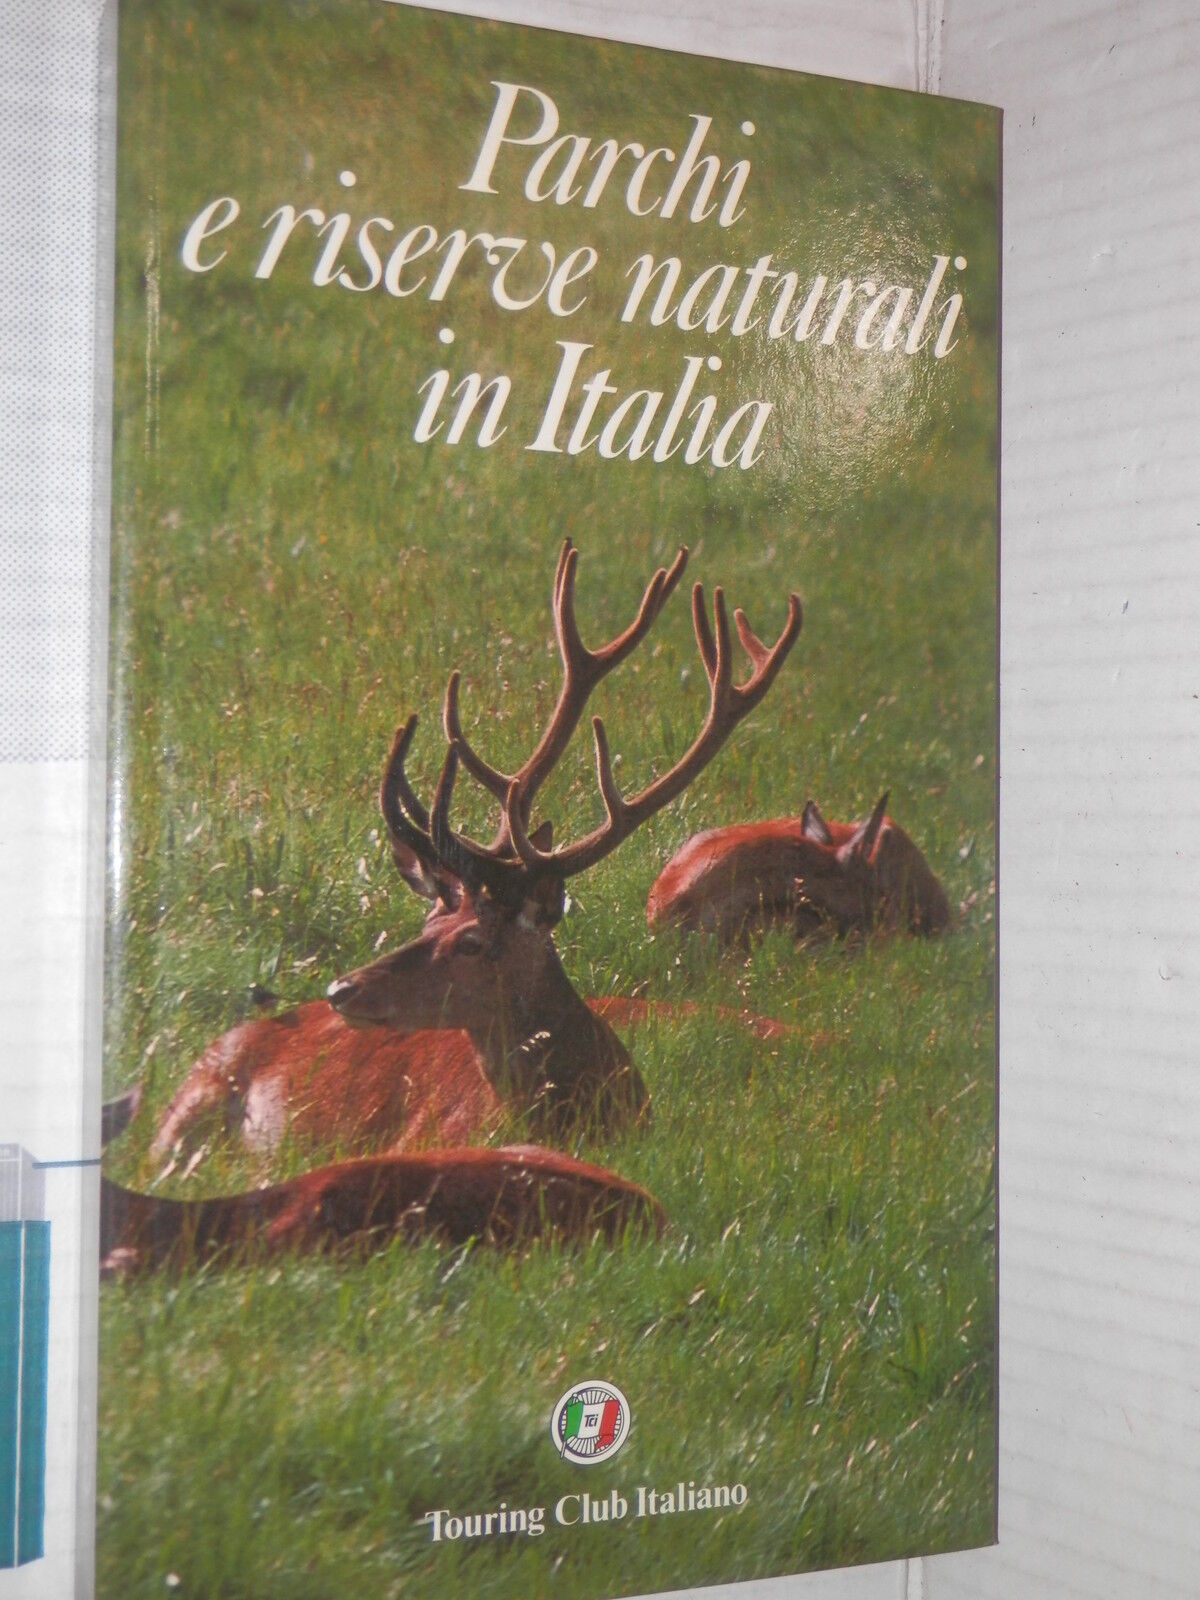 Parchi
e riserve naturali
in Italia
Tci
Touring Club Italiano